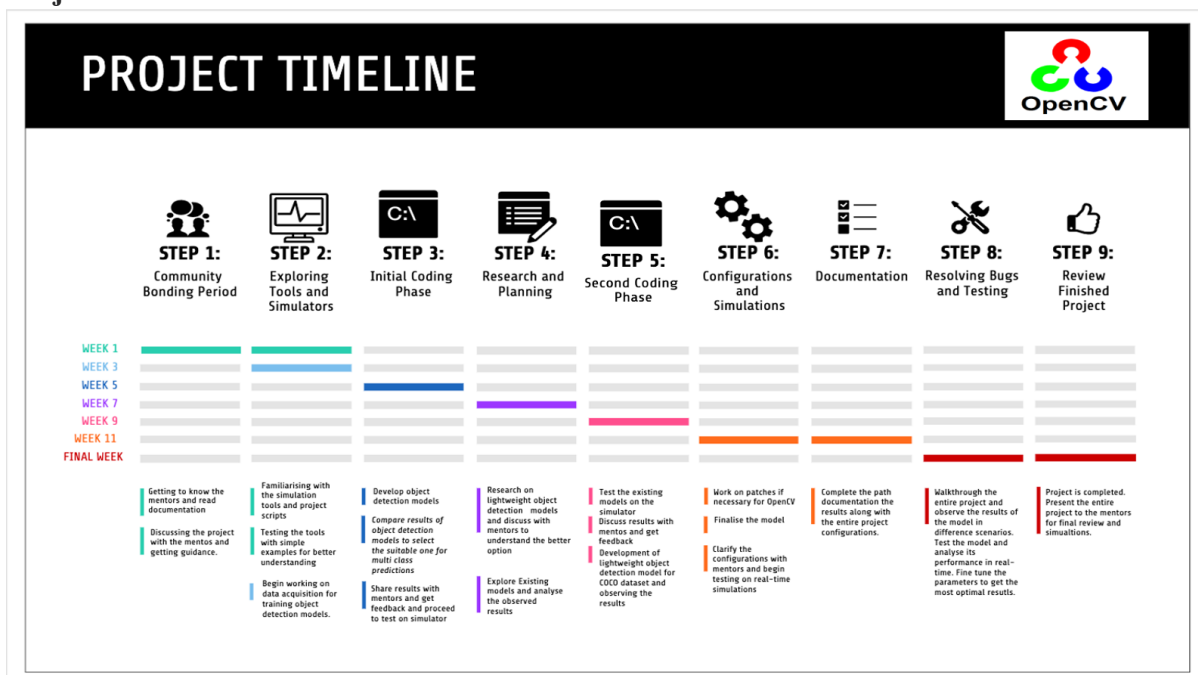 PROJECT TIMELINE
OpenCV
C:\
C:\
STEP 1:
Community
Bonding Period
STEP 2:
Exploring
Tools and
Simulators
STEP 3:
Initial Coding
Phase
STEP 4:
Research and
Planning
STEP 5:
Second Coding
Phase
STEP 6:
Configurations
and
Simulations
STEP 7:
Documentation
STEP 8:
Resolving Bugs
and Testing
STEP 9:
Review
Finished
Project
WEEK 1
WEEK 3
WEEK 5
WEEK 7
WEEK 9
WEEK 11
FINAL WEEK
Getting to know the
mentors and read
documentation
Discussing the project
with the mentos and
getting guidance.
Familiarising with
the simulation
tools and project
scripts
Testing the tools
with simple
examples for better
understanding
Begin working on
data acquisition for
training object
detection models.
Develop object
detection models
Compare results of
object detection
models to select
the suitable one for
multi class
predictions
Share results with
mentors and get
feedback and proceed
to test on simulator
Research on
lightweight object
detection models
and discuss with
mentors to
understand the better
option
Explore Existing
models and analyse
the observed
results
Test the existing
models on the
simulator
Discuss results with
mentos and get
feedback
Development of
lightweight object
detection model for
COCO dataset and
observing the
results
Work on patches if
necessary for OpenCV
Finalise the model
Clarify the
configurations with
mentors and begin
testing on real-time
simulations
Complete the path
documentation the
results along with
the entire project
configurations.
Walkthrough the
entire project and
observe the results of
the model in
difference scenarios.
Test the model and
analyse its
performance in real-
time. Fine tune the
parameters to get the
most optimal resutls.
Project is completed.
Present the entire
project to the mentors
for final review and
simualtions.